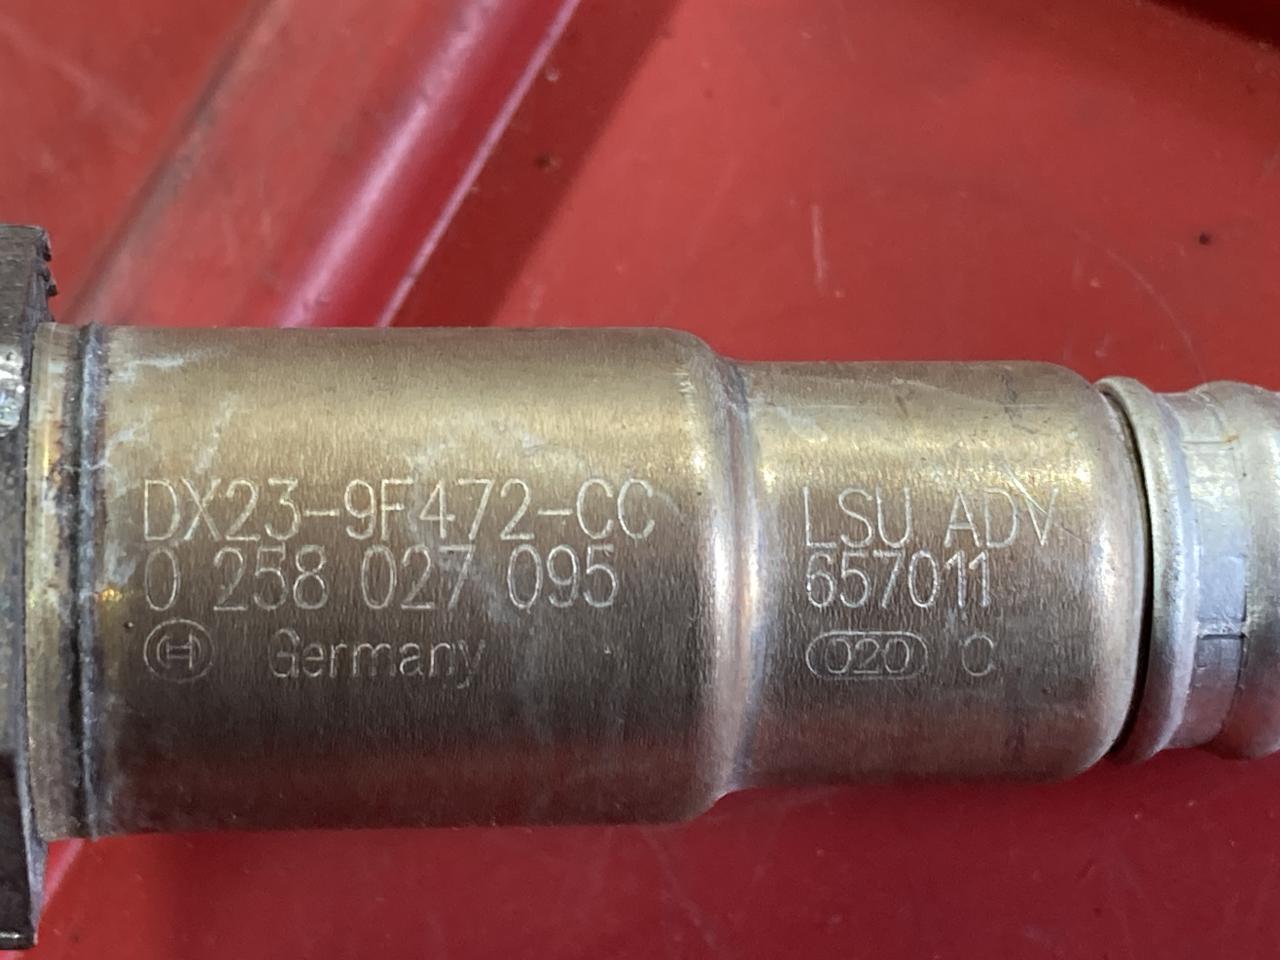 DX23-9F472-CC
0 258 027 095
H Germany
LSU ADV
657011
020 C